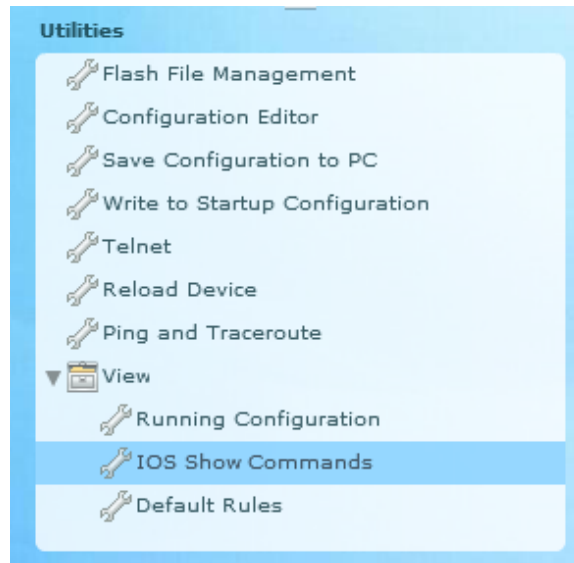 Utilities
Flash File Management
Configuration Editor
Save Configuration to PC
Write to Startup Configuration
Telnet
Reload Device
Ping and Traceroute
View
Running Configuration
IOS Show Commands
Default Rules